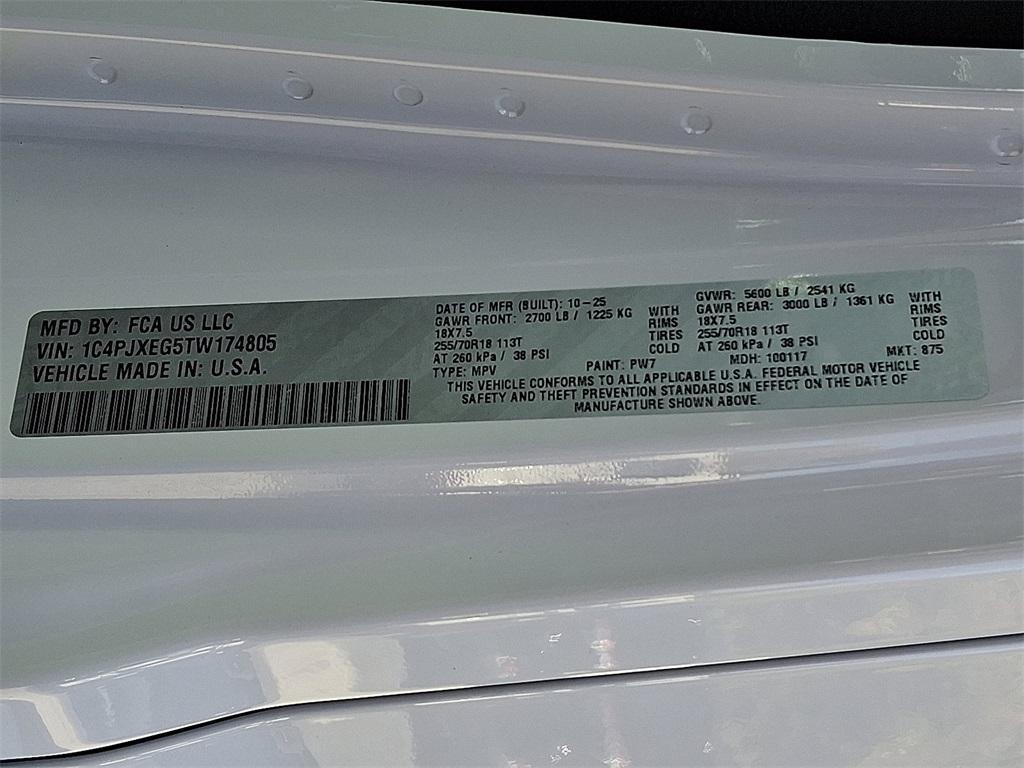 MFD BY: FCA US LLC
VIN: 1C4PJXEG5TW174805
VEHICLE MADE IN: U.S.A.
DATE OF MFR (BUILT): 10-25
GAWR FRONT: 2700 LB / 1225 KG WITH
18X7.5 RIMS
255/70R18 113T TIRES
AT 260 kPa / 38 PSI COLD
GVWR: 5600 LB / 2541 KG
GAWR REAR: 3000 LB / 1361 KG WITH
18X7.5 RIMS
255/70R18 113T TIRES
AT 260 kPa / 38 PSI COLD
TYPE: MPV PAINT: PW7 MDH: 100117 MKT: 875
THIS VEHICLE CONFORMS TO ALL APPLICABLE U.S.A. FEDERAL MOTOR VEHICLE
SAFETY AND THEFT PREVENTION STANDARDS IN EFFECT ON THE DATE OF
MANUFACTURE SHOWN ABOVE.